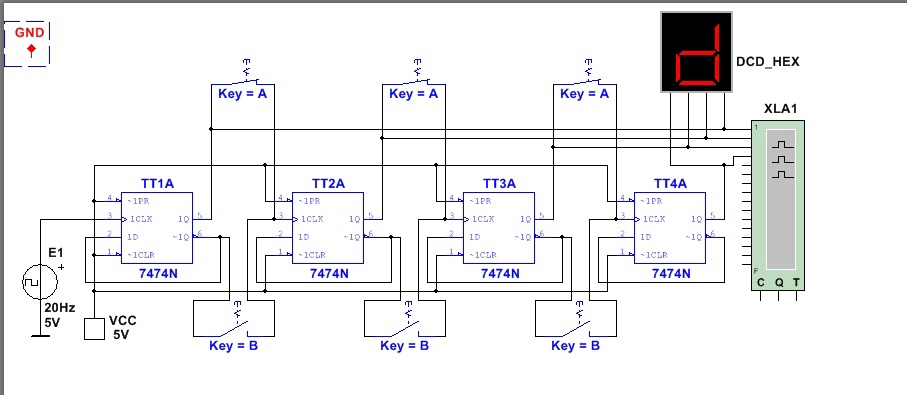 GND
DCD_HEX
Key = A
Key = A
Key = A
XLA1
1
TT1A
TT2A
TT3A
TT4A
4 ~1PR
3 1CLK 1Q 5
2 1D ~1Q 6
1 ~1CLR
7474N
4 ~1PR
3 1CLK 1Q 5
2 1D ~1Q 6
1 ~1CLR
7474N
4 ~1PR
3 1CLK 1Q 5
2 1D ~1Q 6
1 ~1CLR
7474N
4 ~1PR
3 1CLK 1Q 5
2 1D ~1Q 6
1 ~1CLR
7474N
E1
+
20Hz
5V
VCC
5V
F
C Q T
Key = B
Key = B
Key = B
d